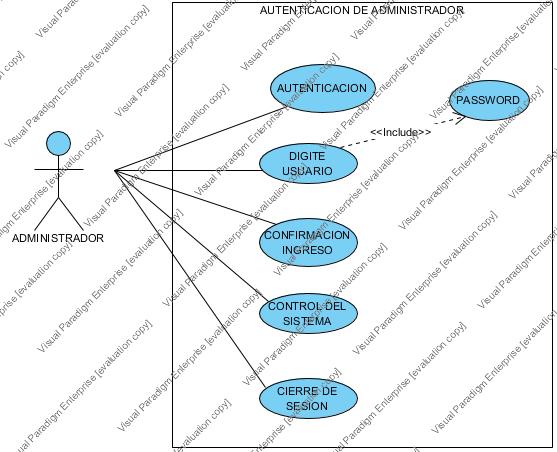 AUTENTICACION DE ADMINISTRADOR
AUTENTICACION
PASSWORD
<<Include>>
DIGITE
USUARIO
ADMINISTRADOR
CONFIRMACION
INGRESO
CONTROL DEL
SISTEMA
CIERRE DE
SESION
Visual Paradigm Enterprise [evaluation copy]